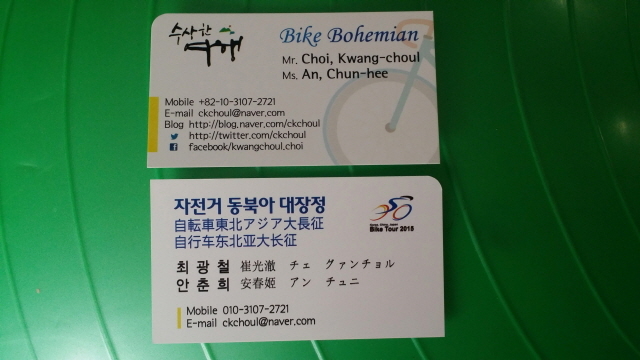 수상한
여행
Bike Bohemian
Mr. Choi, Kwang-choul
Ms. An, Chun-hee
Mobile +82-10-3107-2721
E-mail ckchoul@naver.com
Blog http://blog.naver.com/ckchoul
http://twitter.com/ckchoul
facebook/kwangchoul.choi
자전거 동북아 대장정
自転車東北アジア大長征
自行车东北亚大长征
Korea, China, Japan
Bike Tour 2015
최 광 철 崔光澈 チェ グァンチョル
안 춘 희 安春姬 アン チュニ
Mobile 010-3107-2721
E-mail ckchoul@naver.com